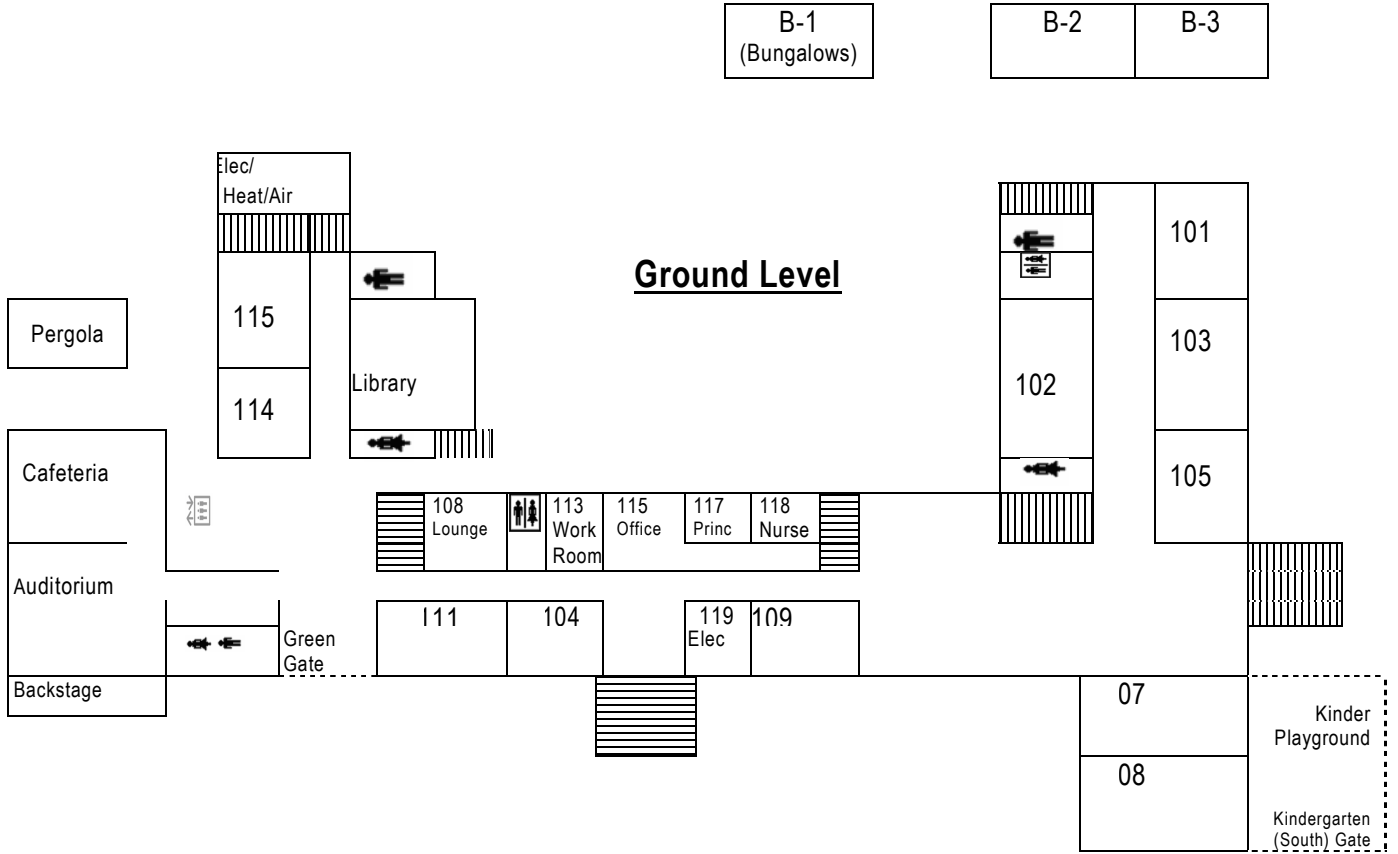 B-1
(Bungalows)
B-2
B-3
Elec/
Heat/Air
Ground Level
101
115
Pergola
103
Library
102
114
Cafeteria
105
108
Lounge
113
Work
Room
115
Office
117
Princ
118
Nurse
Auditorium
111
104
119
Elec
109
Green
Gate
Backstage
07
Kinder
Playground
08
Kindergarten
(South) Gate